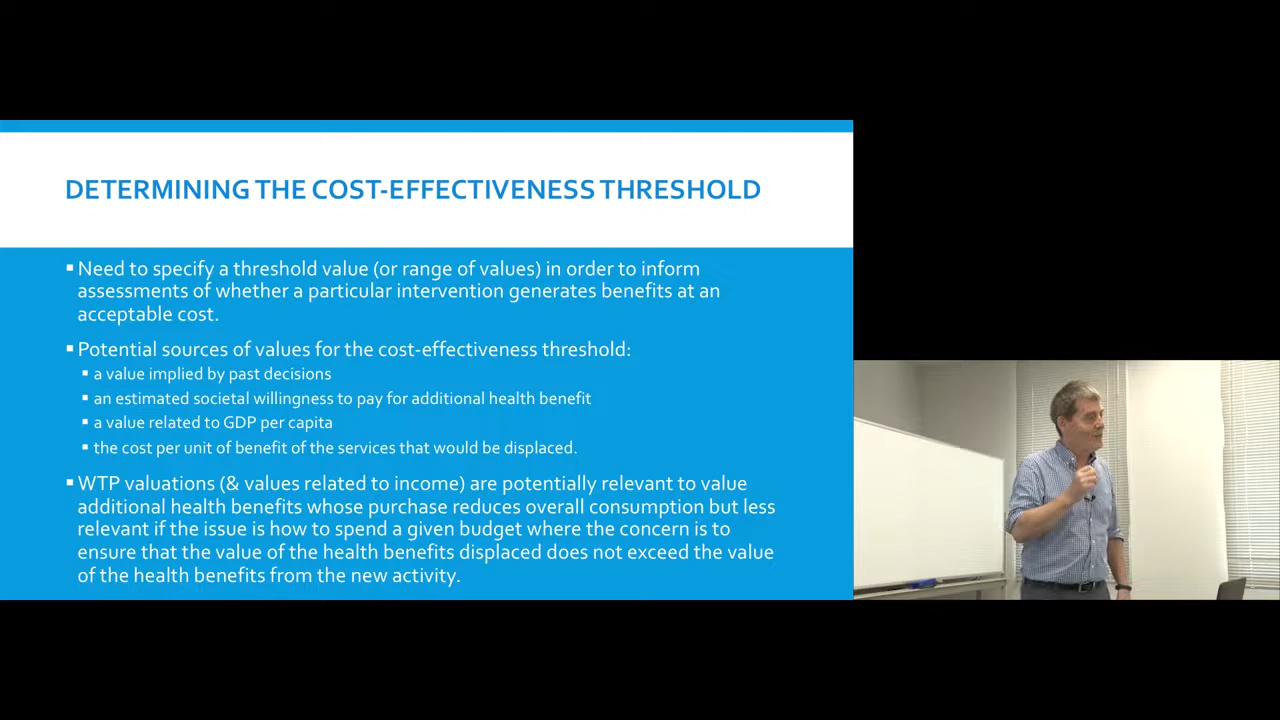 DETERMINING THE COST-EFFECTIVENESS THRESHOLD
▪ Need to specify a threshold value (or range of values) in order to inform
assessments of whether a particular intervention generates benefits at an
acceptable cost.
▪ Potential sources of values for the cost-effectiveness threshold:
▪ a value implied by past decisions
▪ an estimated societal willingness to pay for additional health benefit
▪ a value related to GDP per capita
▪ the cost per unit of benefit of the services that would be displaced.
▪ WTP valuations (& values related to income) are potentially relevant to value
additional health benefits whose purchase reduces overall consumption but less
relevant if the issue is how to spend a given budget where the concern is to
ensure that the value of the health benefits displaced does not exceed the value
of the health benefits from the new activity.